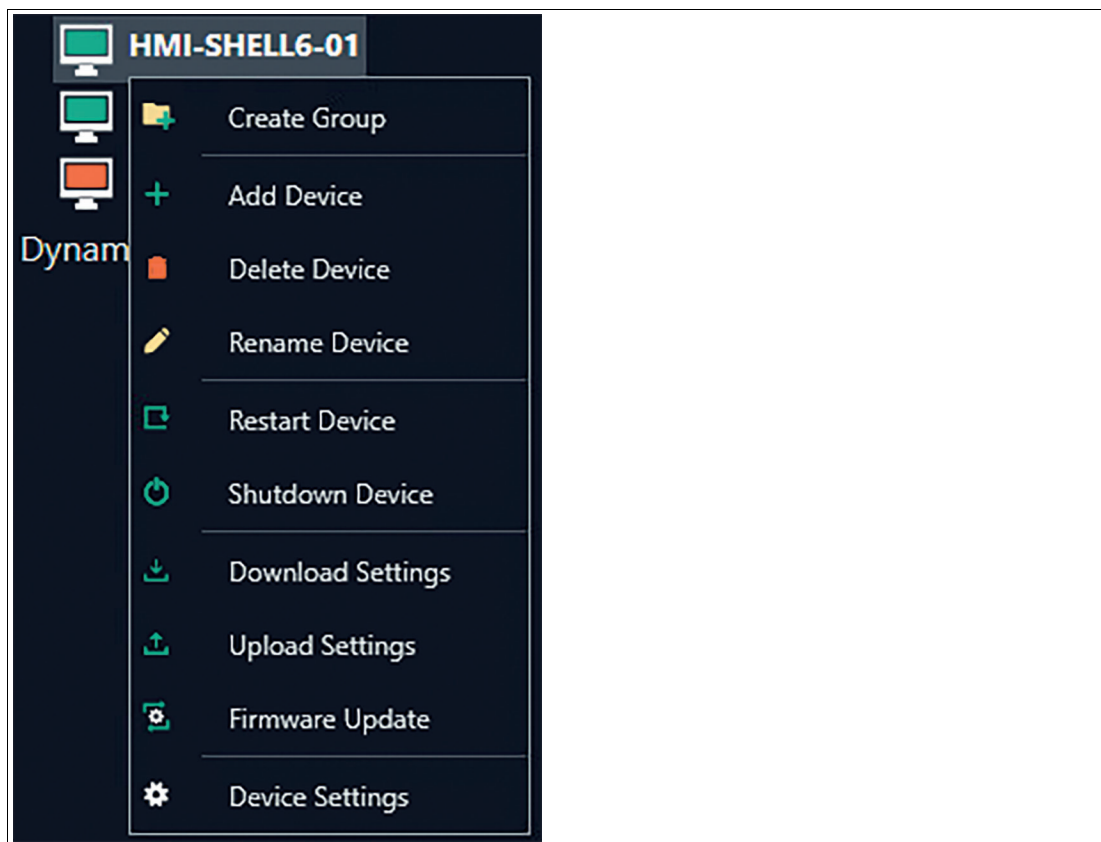 HMI-SHELL6-01
Create Group
Add Device
Dynam
Delete Device
Rename Device
Restart Device
Shutdown Device
Download Settings
Upload Settings
Firmware Update
Device Settings